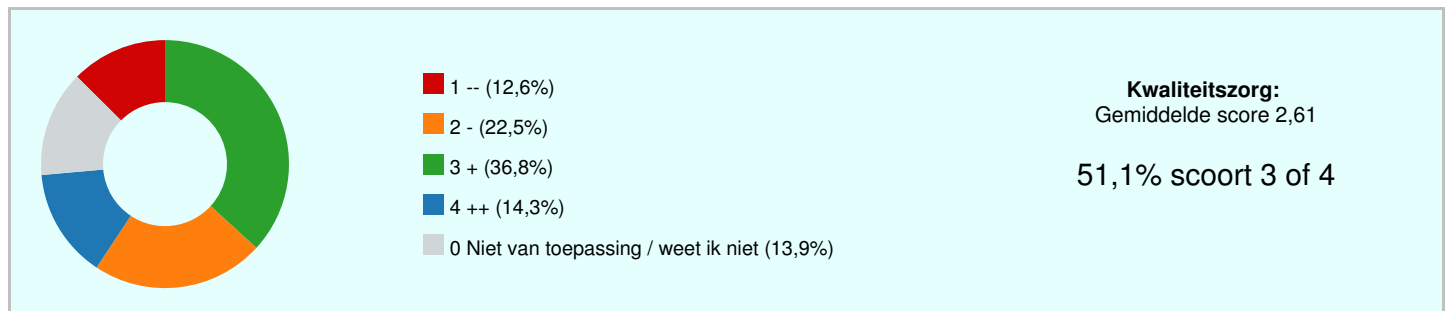 1 -- (12,6%)
2 - (22,5%)
3 + (36,8%)
4 ++ (14,3%)
0 Niet van toepassing / weet ik niet (13,9%)
Kwaliteitszorg:
Gemiddelde score 2,61
51,1% scoort 3 of 4